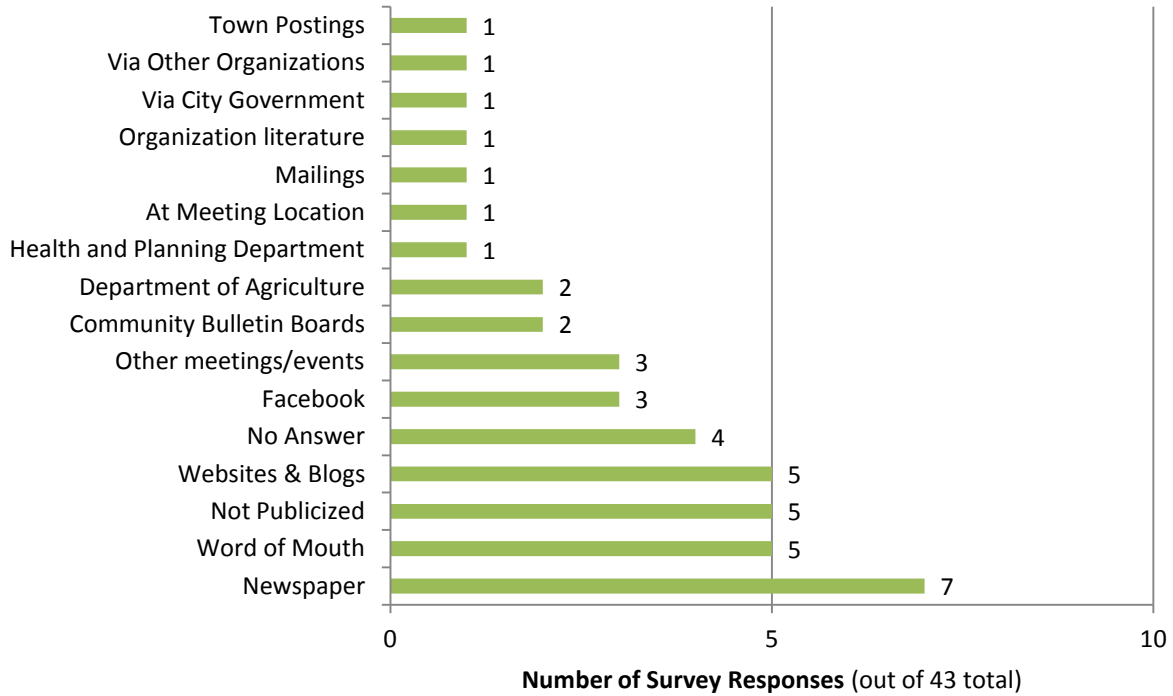 Town Postings 1
Via Other Organizations 1
Via City Government 1
Organization literature 1
Mailings 1
At Meeting Location 1
Health and Planning Department 1
Department of Agriculture 2
Community Bulletin Boards 2
Other meetings/events 3
Facebook 3
No Answer 4
Websites & Blogs 5
Not Publicized 5
Word of Mouth 5
Newspaper 7
0 5 10
Number of Survey Responses (out of 43 total)